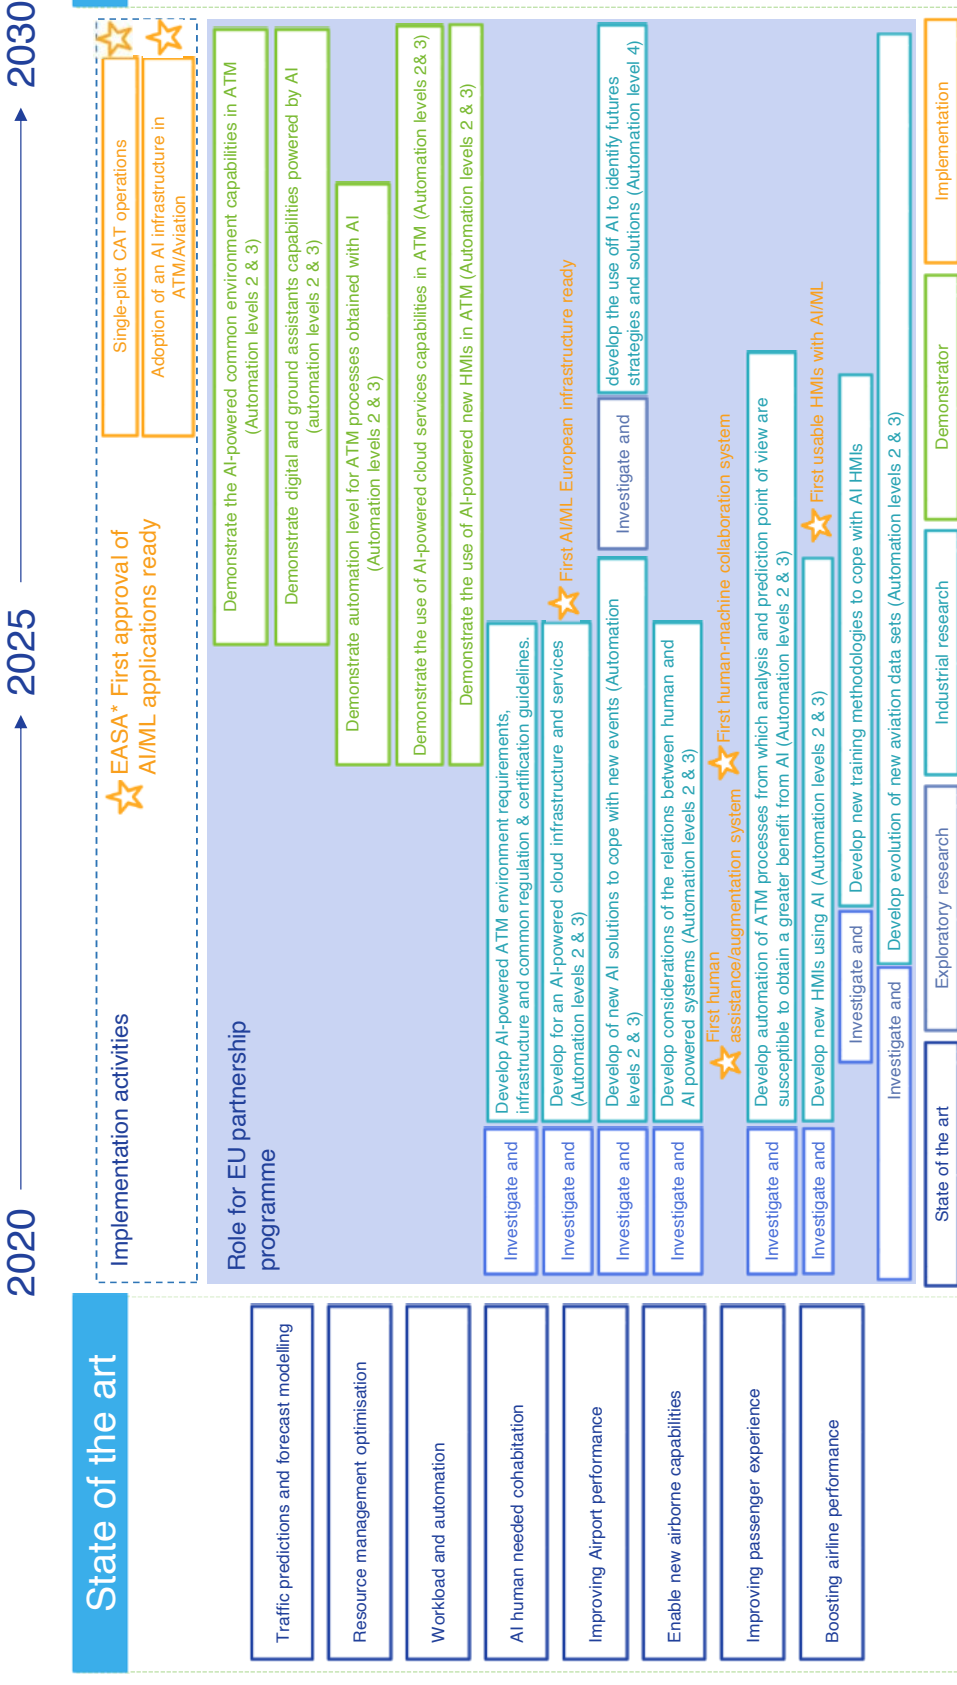 2020
2025
2030
State of the art
Traffic predictions and forecast modelling
Resource management optimisation
Workload and automation
AI human needed cohabitation
Improving Airport performance
Enable new airborne capabilities
Improving passenger experience
Boosting airline performance
Implementation activities
EASA* First approval of
AI/ML applications ready
Single-pilot CAT operations
Adoption of an AI infrastructure in
ATM/Aviation
Role for EU partnership
programme
Demonstrate the AI-powered common environment capabilities in ATM
(Automation levels 2 & 3)
Demonstrate digital and ground assistants capabilities powered by AI
(automation levels 2 & 3)
Demonstrate automation level for ATM processes obtained with AI
(Automation levels 2 & 3)
Demonstrate the use of AI-powered cloud services capabilities in ATM (Automation levels 2& 3)
Demonstrate the use of AI-powered new HMIs in ATM (Automation levels 2 & 3)
Investigate and
Develop AI-powered ATM environment requirements,
infrastructure and common regulation & certification guidelines.
Investigate and
Develop for an AI-powered cloud infrastructure and services
(Automation levels 2 & 3)
First AI/ML European infrastructure ready
Investigate and
Develop of new AI solutions to cope with new events (Automation
levels 2 & 3)
Investigate and
develop the use off AI to identify futures
strategies and solutions (Automation level 4)
Investigate and
Develop considerations of the relations between human and
AI powered systems (Automation levels 2 & 3)
First human
assistance/augmentation system
First human-machine collaboration system
Investigate and
Develop automation of ATM processes from which analysis and prediction point of view are
susceptible to obtain a greater benefit from AI (Automation levels 2 & 3)
Investigate and
Develop new HMIs using AI (Automation levels 2 & 3)
First usable HMIs with AI/ML
Investigate and
Develop new training methodologies to cope with AI HMIs
Investigate and
Develop evolution of new aviation data sets (Automation levels 2 & 3)
State of the art
Exploratory research
Industrial research
Demonstrator
Implementation